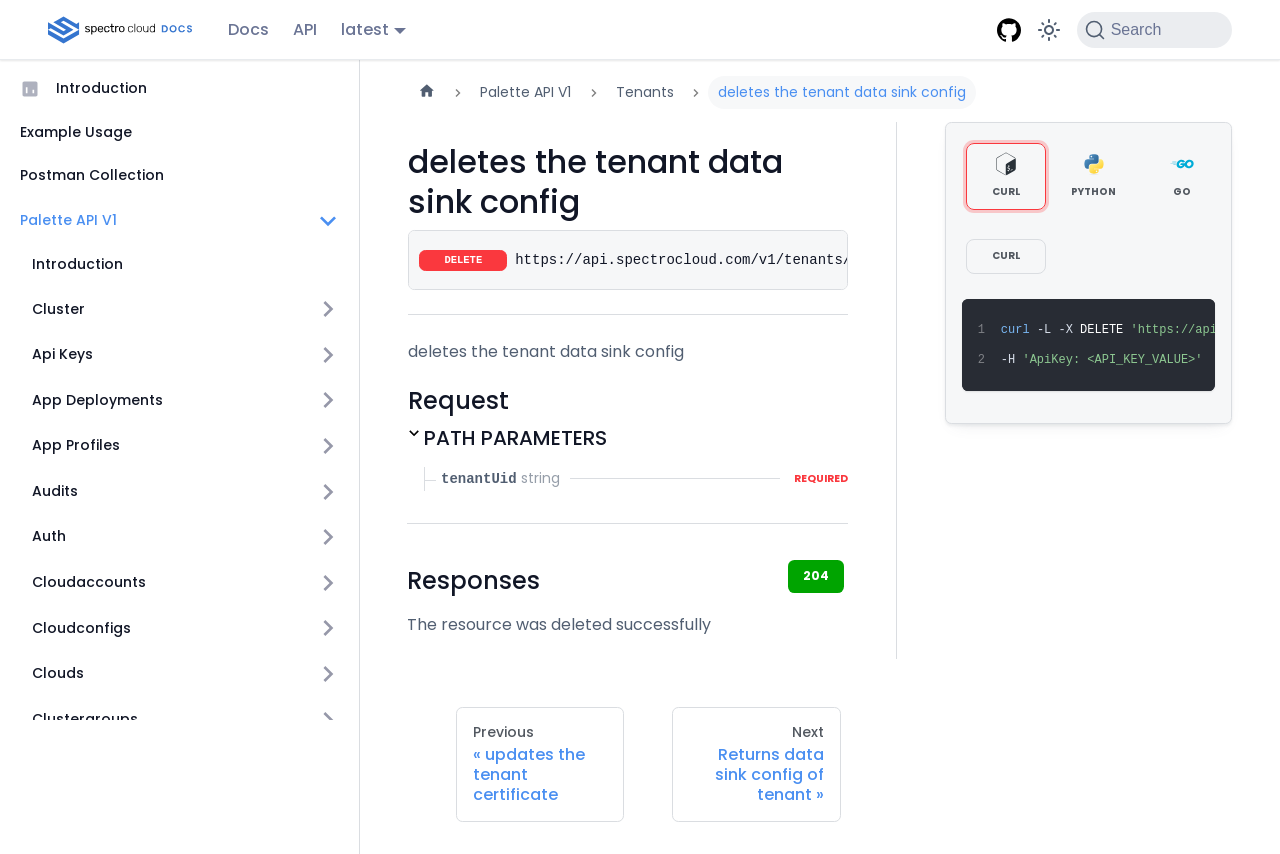 spectro cloud DOCS
Docs
API
latest
Search
Introduction
Example Usage
Postman Collection
Palette API V1
Introduction
Cluster
Api Keys
App Deployments
App Profiles
Audits
Auth
Cloudaccounts
Cloudconfigs
Clouds
Clustergroups
Palette API V1
Tenants
deletes the tenant data sink config
deletes the tenant data
sink config
DELETE
https://api.spectrocloud.com/v1/tenants/
deletes the tenant data sink config
Request
PATH PARAMETERS
tenantUid string
REQUIRED
Responses
204
The resource was deleted successfully
Previous
« updates the
tenant
certificate
Next
Returns data
sink config of
tenant »
CURL
PYTHON
GO
CURL
1 curl -L -X DELETE 'https://api
2 -H 'ApiKey: <API_KEY_VALUE>'